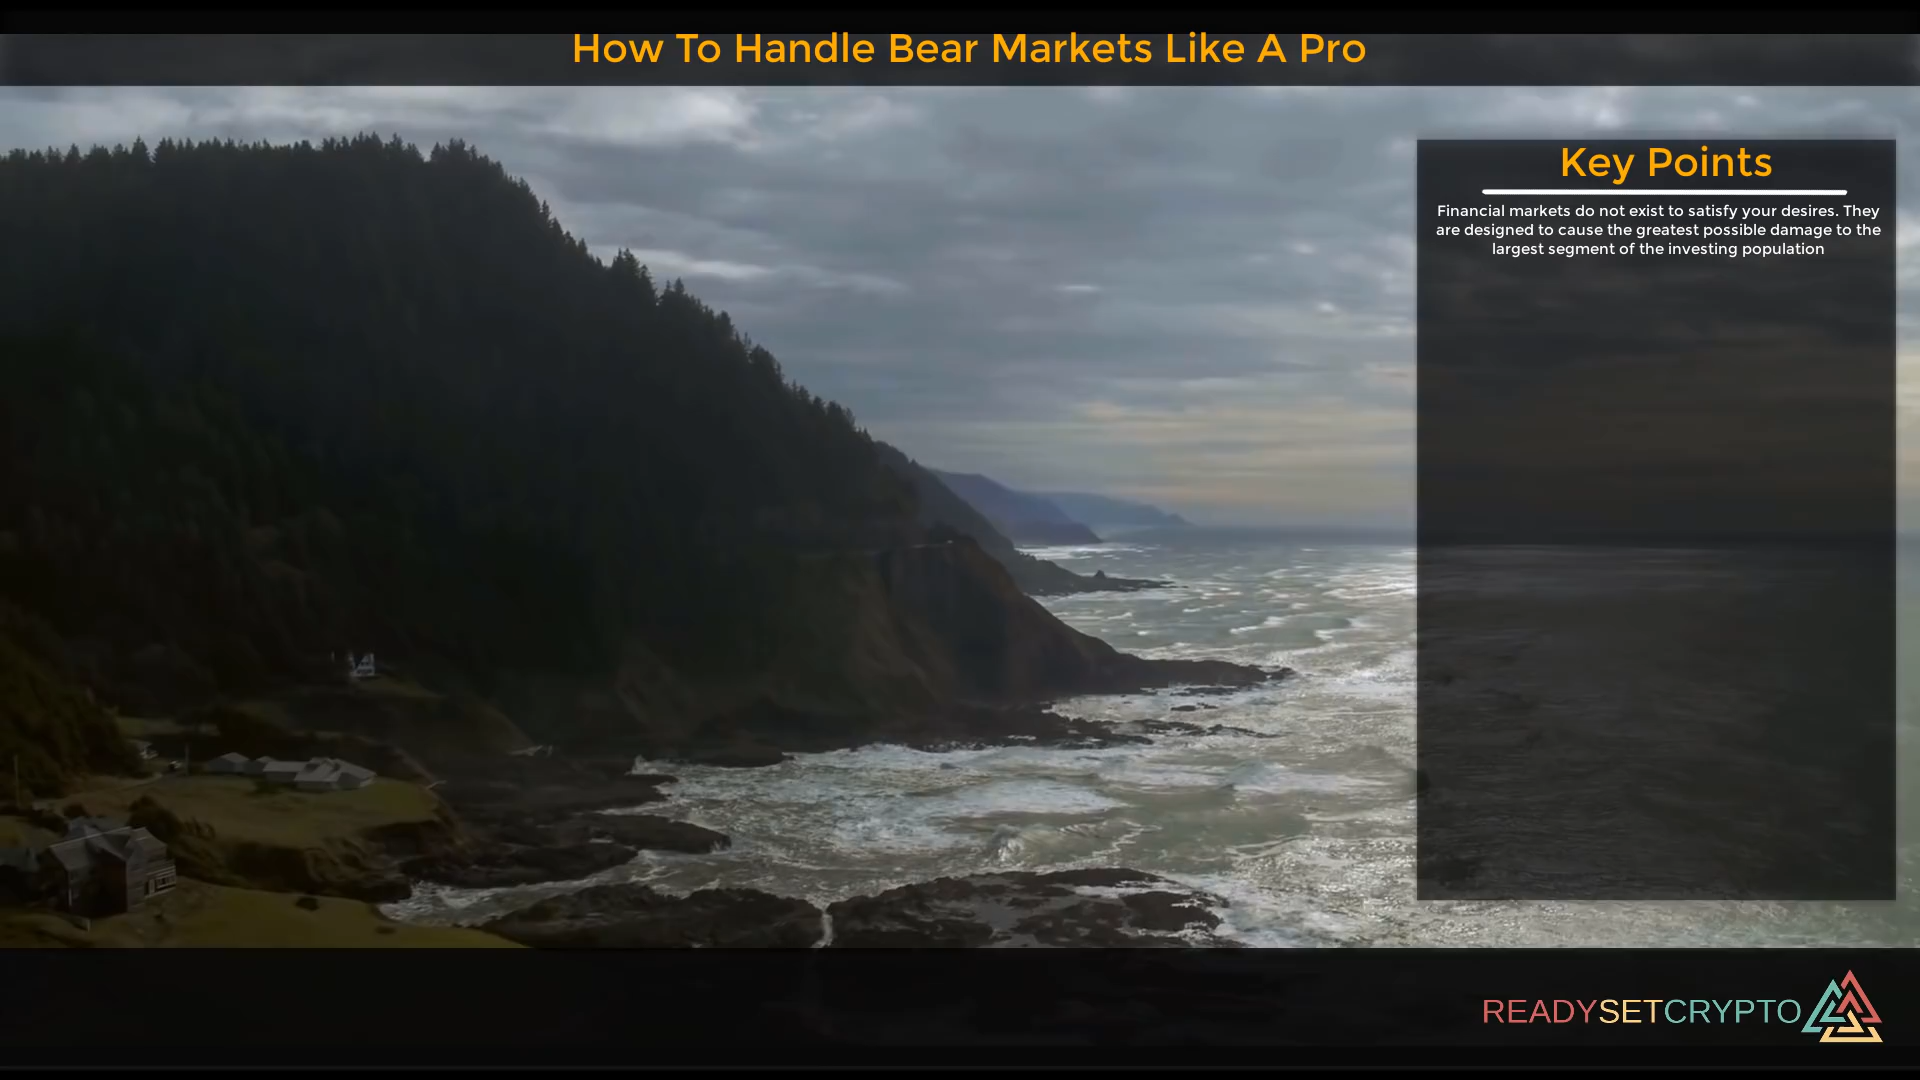 How To Handle Bear Markets Like A Pro
Key Points
Financial markets do not exist to satisfy your desires. They
are designed to cause the greatest possible damage to the
largest segment of the investing population
READYSETCRYPTO